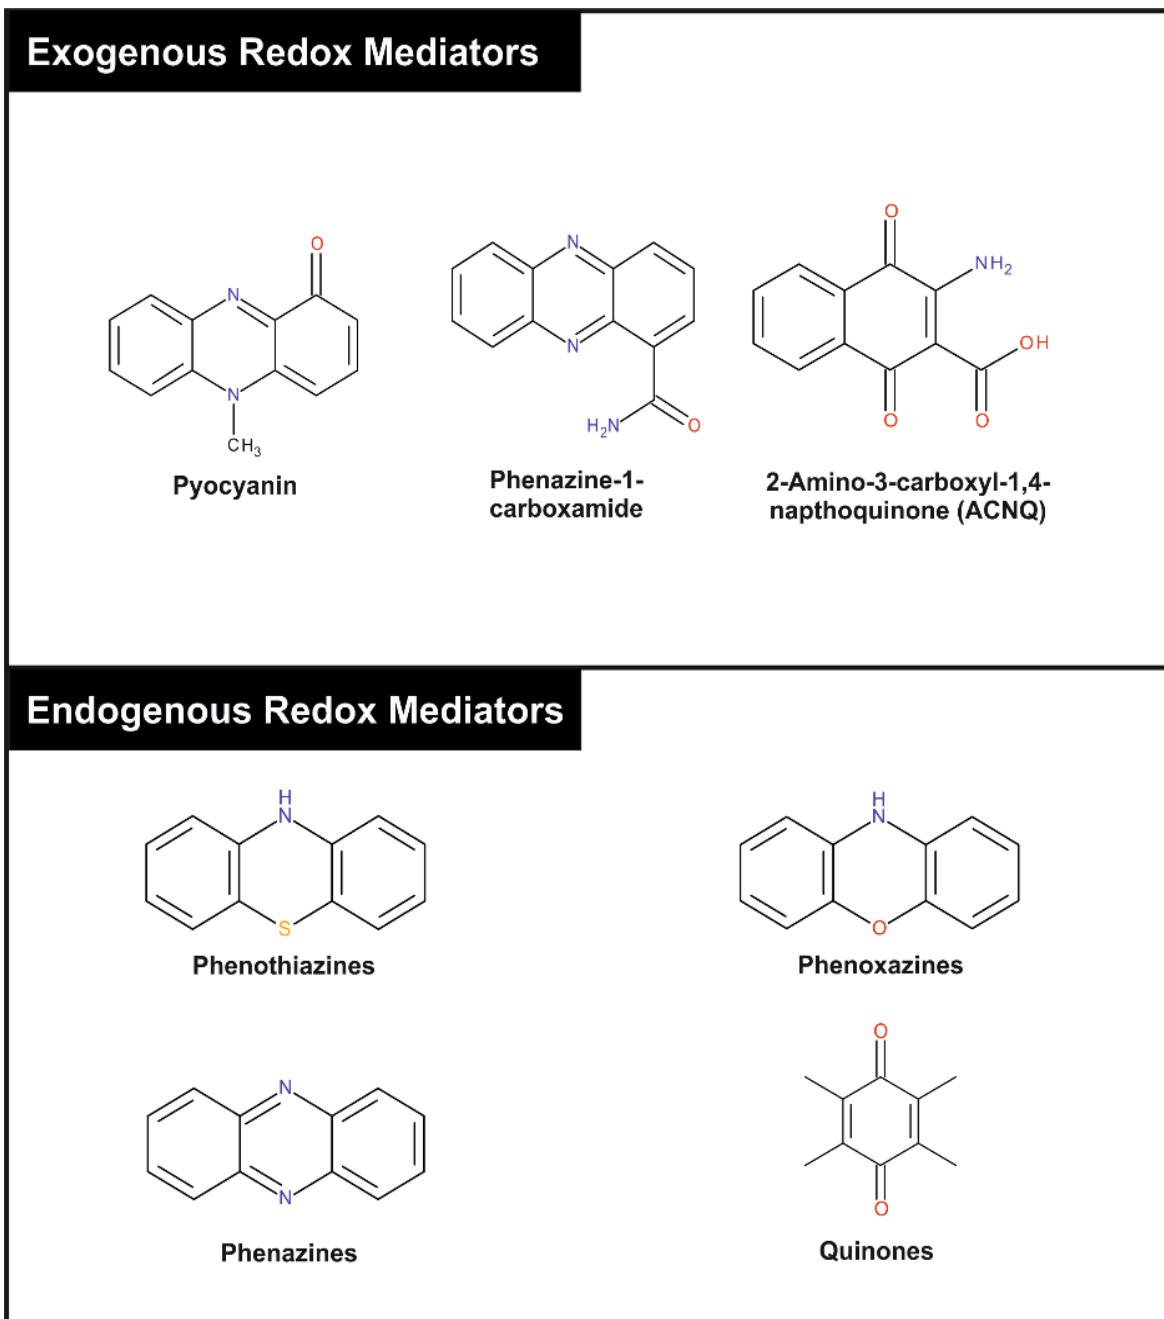 Exogenous Redox Mediators
O
N
N
CH3
Pyocyanin
N
N
H2N
O
Phenazine-1-
carboxamide
O
NH2
OH
O
O
2-Amino-3-carboxyl-1,4-
napthoquinone (ACNQ)
Endogenous Redox Mediators
H
N
S
Phenothiazines
H
N
O
Phenoxazines
N
N
Phenazines
O
O
Quinones